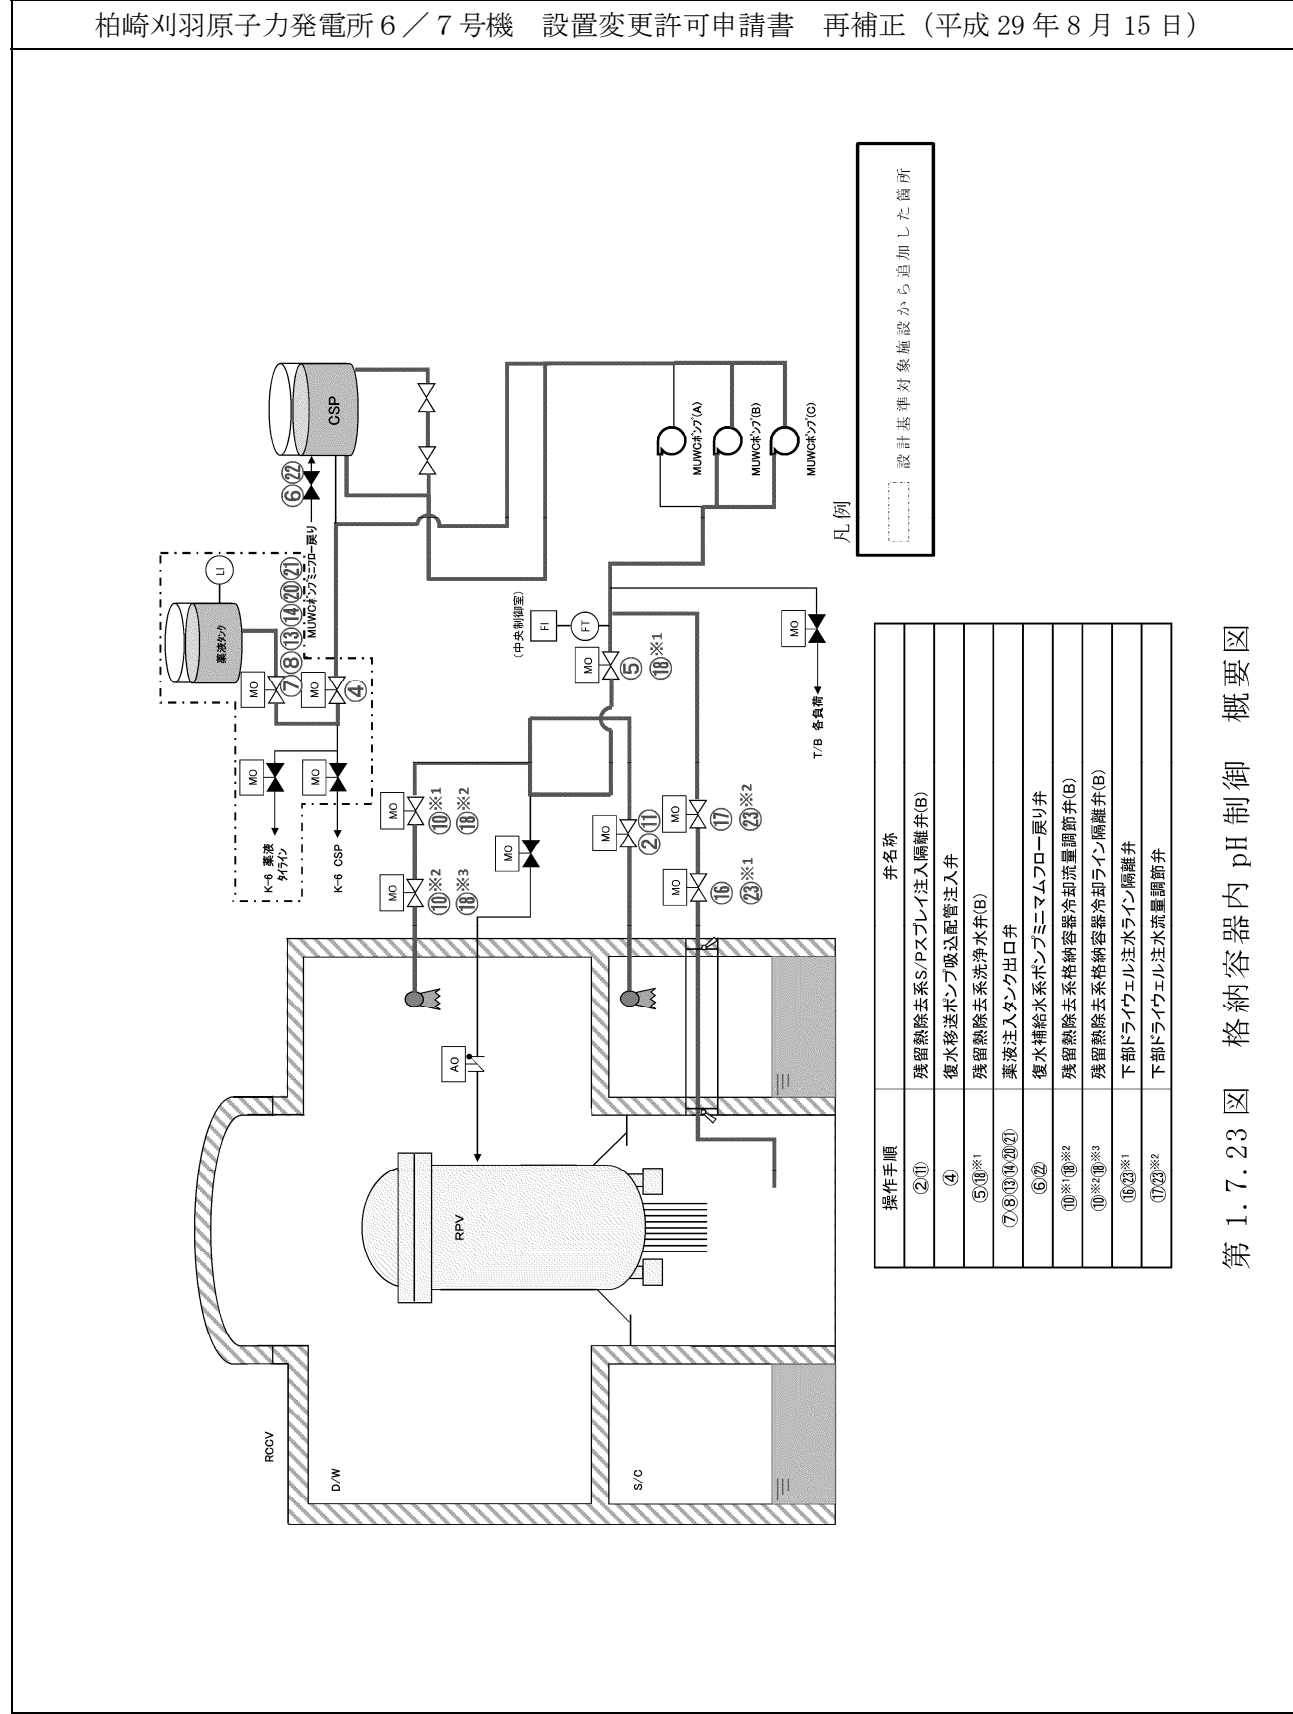 柏崎刈羽原子力発電所６／７号機　設置変更許可申請書　再補正（平成 29 年 8 月 15 日）
RCCV
D/W
S/C
RPV
AO
K-6 薬液
タイライン
K-6 CSP
MO
MO
薬液タンク
LI
MO
⑦⑧⑬⑭⑳㉑
MO
④
MUWCポンプミニフロー戻り
⑥㉒
CSP
MO
⑩※1
⑱※2
MO
⑩※2
⑱※3
MO
MO
②⑪
(中央制御室)
FI
FT
MO
⑤
⑱※1
MO
⑰
㉓※2
MO
⑯
㉓※1
MO
T/B 各負荷
MUWCポンプ(A)
MUWCポンプ(B)
MUWCポンプ(C)
凡例
設計基準対象施設から追加した箇所
操作手順 弁名称
②⑪ 残留熱除去系S/Pスプレイ注入隔離弁(B)
④ 復水移送ポンプ吸込配管注入弁
⑤⑱※1 残留熱除去系洗浄水弁(B)
⑦⑧⑬⑭⑳㉑ 薬液注入タンク出口弁
⑥㉒ 復水補給水系ポンプミニマムフロー戻り弁
⑩※1⑱※2 残留熱除去系格納容器冷却流量調節弁(B)
⑩※2⑱※3 残留熱除去系格納容器冷却ライン隔離弁(B)
⑯㉓※1 下部ドライウェル注水ライン隔離弁
⑰㉓※2 下部ドライウェル注水流量調節弁
第 1.7.23 図　格納容器内 pH 制御　概要図